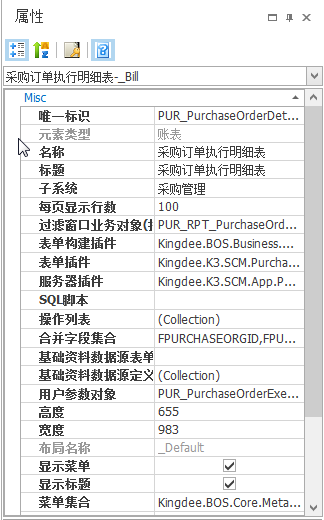 属性
采购订单执行明细表-_Bill
Misc
唯一标识 PUR_PurchaseOrderDet...
元素类型 账表
名称 采购订单执行明细表
标题 采购订单执行明细表
子系统 采购管理
每页显示行数 100
过滤窗口业务对象(报 PUR_RPT_PurchaseOrd...
表单构建插件 Kingdee.BOS.Business....
表单插件 Kingdee.K3.SCM.Purcha...
服务器插件 Kingdee.K3.SCM.App.P...
SQL脚本
操作列表 (Collection)
合并字段集合 FPURCHASEORGID,FPU...
基础资料数据源表单
基础资料数据源定义 (Collection)
用户参数对象 PUR_PurchaseOrderExe...
高度 655
宽度 983
布局名称 _Default
显示菜单
显示标题
菜单集合 Kingdee.BOS.Core.Meta...